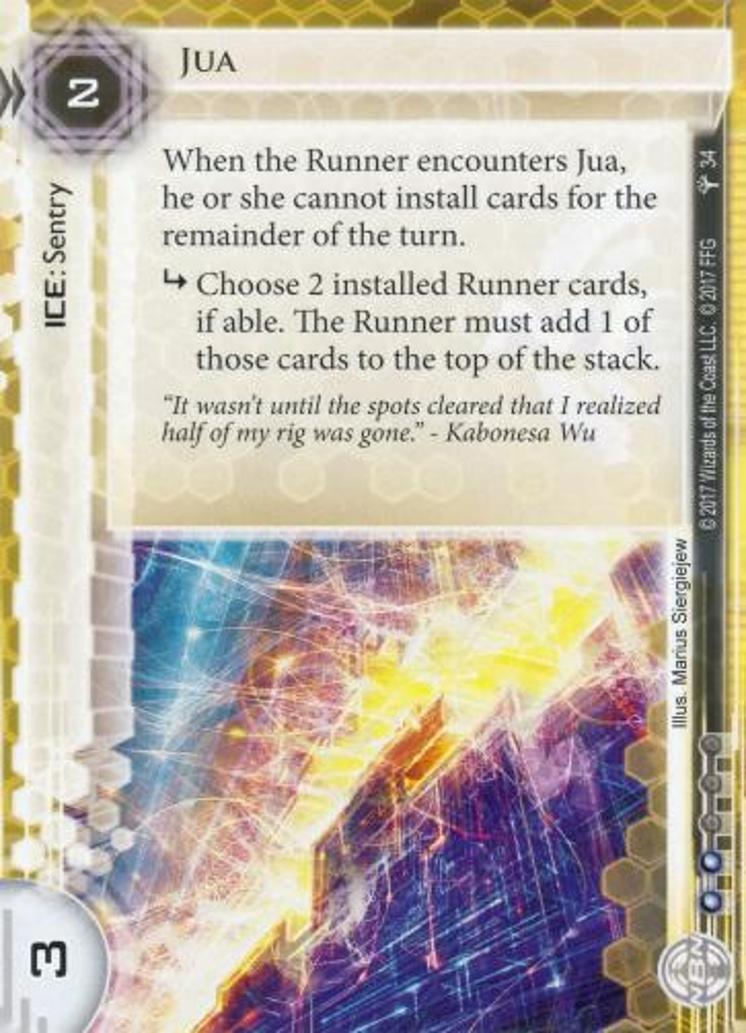 2
JUA
ICE: Sentry
When the Runner encounters Jua,
he or she cannot install cards for the
remainder of the turn.
↳ Choose 2 installed Runner cards,
if able. The Runner must add 1 of
those cards to the top of the stack.
“It wasn’t until the spots cleared that I realized
half of my rig was gone.” - Kabonesa Wu
34
© 2017 Wizards of the Coast LLC. © 2017 FFG
Illus. Marius Siergiejew
3